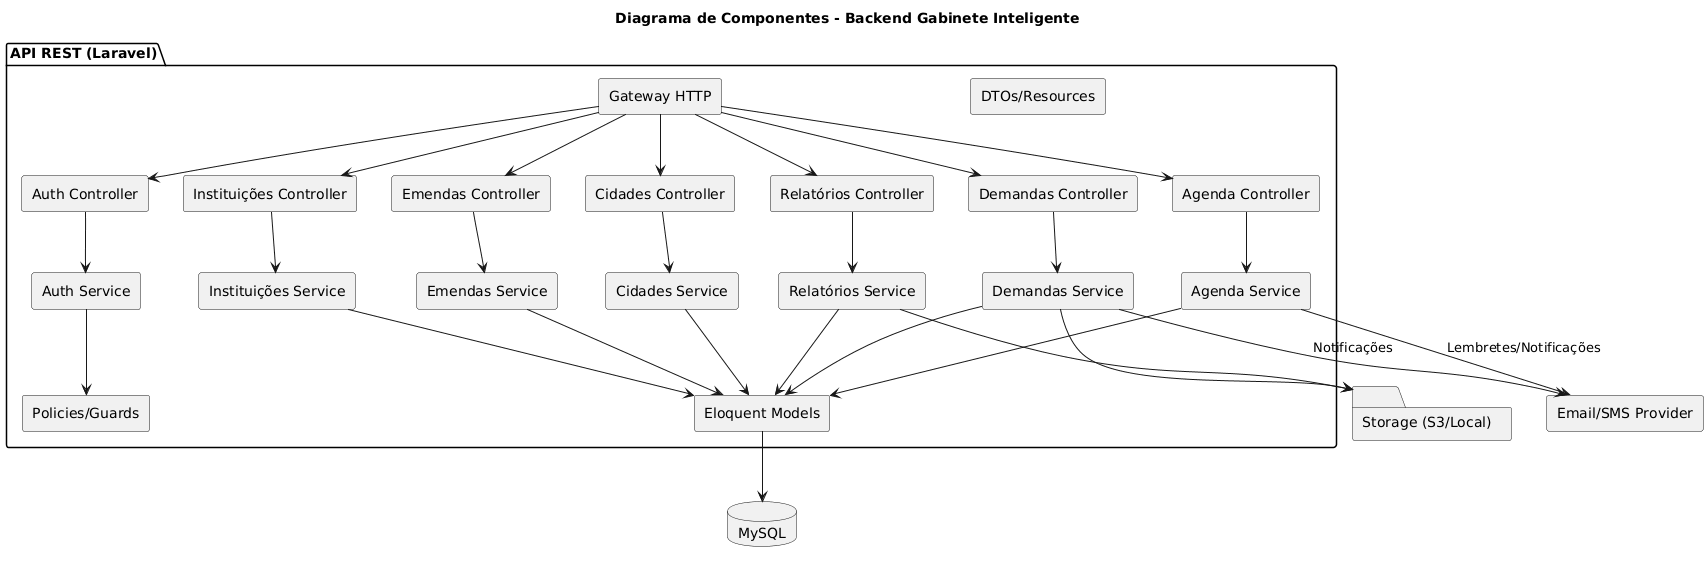 Diagrama de Componentes - Backend Gabinete Inteligente
API REST (Laravel)
Gateway HTTP
DTOs/Resources
Auth Controller
Instituições Controller
Emendas Controller
Cidades Controller
Relatórios Controller
Demandas Controller
Agenda Controller
Auth Service
Instituições Service
Emendas Service
Cidades Service
Relatórios Service
Demandas Service
Agenda Service
Notificações
Lembretes/Notificações
Policies/Guards
Eloquent Models
Storage (S3/Local)
Email/SMS Provider
MySQL